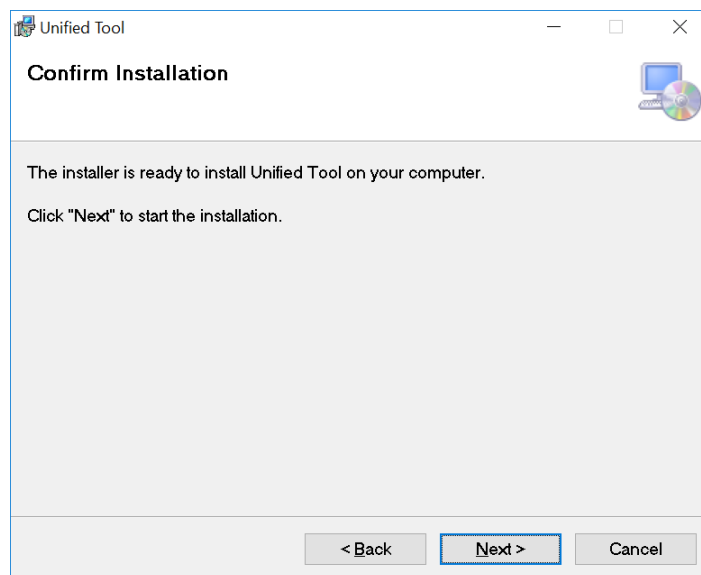 Unified Tool
Confirm Installation
The installer is ready to install Unified Tool on your computer.
Click "Next" to start the installation.
< Back
Next >
Cancel